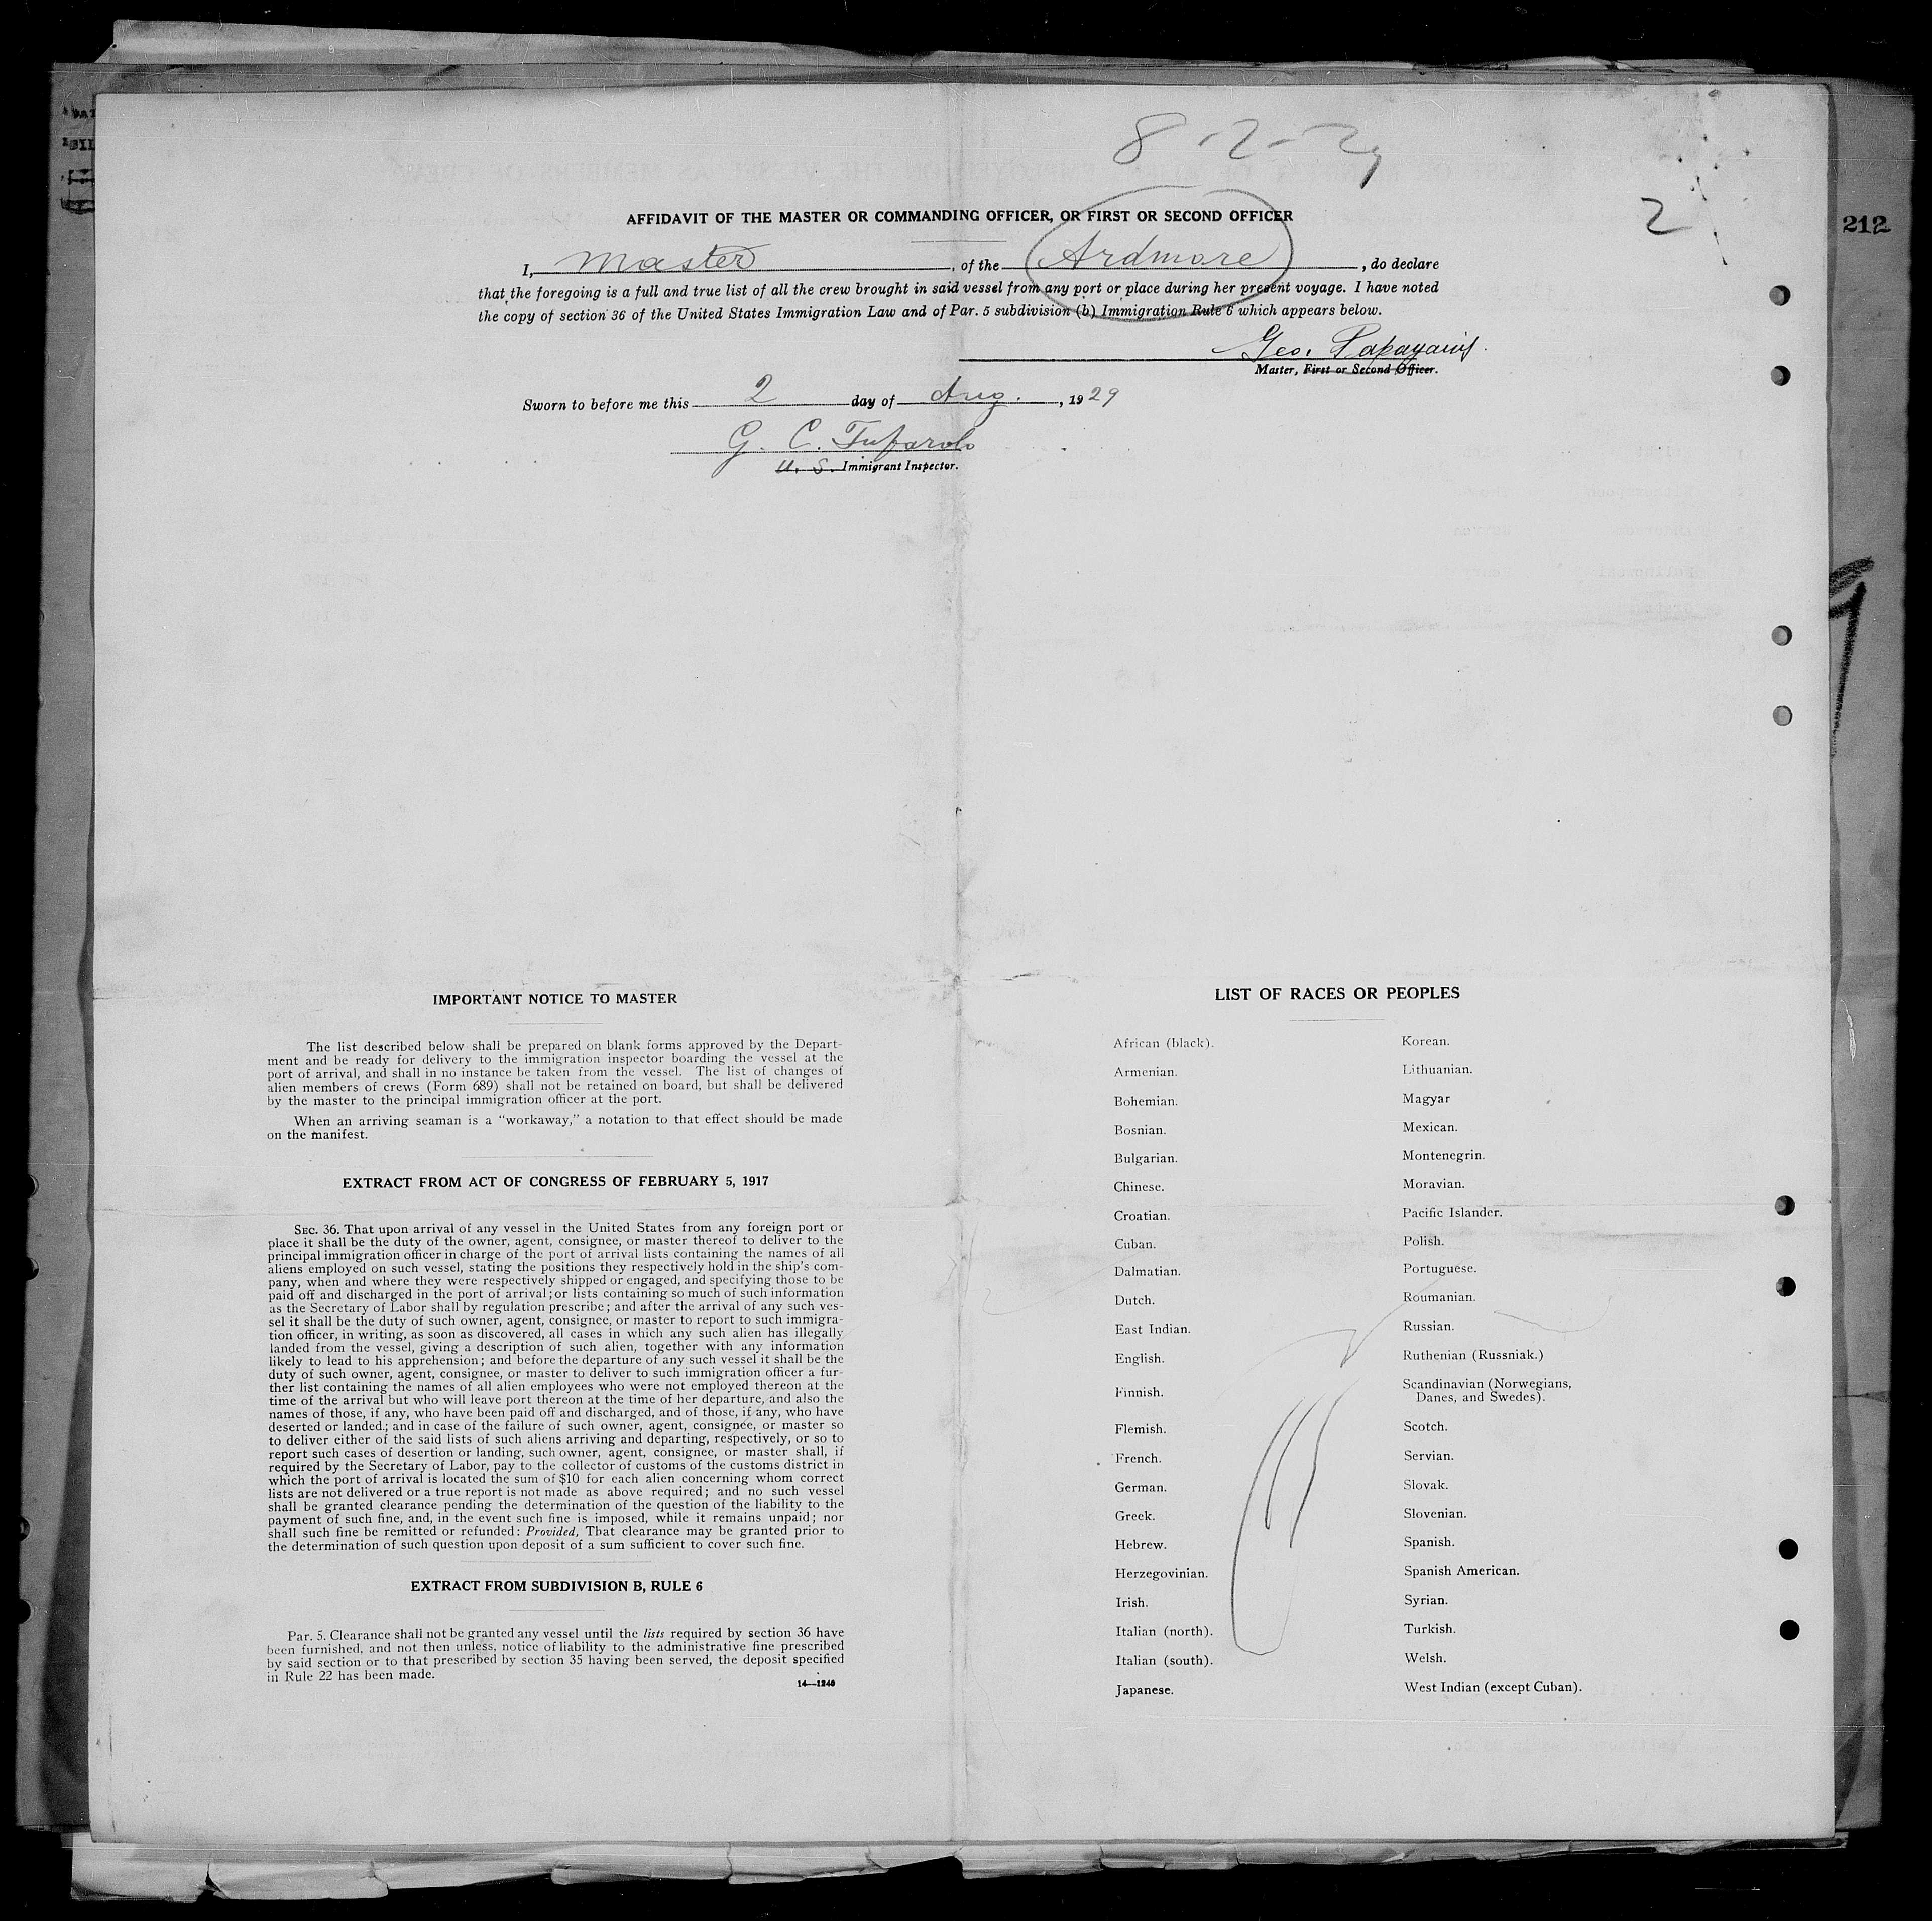 8-2-29
2
212
AFFIDAVIT OF THE MASTER OR COMMANDING OFFICER, OR FIRST OR SECOND OFFICER
I, Master, of the Ardmore, do declare
that the foregoing is a full and true list of all the crew brought in said vessel from any port or place during her present voyage. I have noted
the copy of section 36 of the United States Immigration Law and of Par. 5 subdivision (b) Immigration Rule 6 which appears below.
Geo.
Master, First or Second Officer.
Sworn to before me this 2 day of Aug., 1929
G. C.
U. S. Immigrant Inspector.
IMPORTANT NOTICE TO MASTER
The list described below shall be prepared on blank forms approved by the Depart-
ment and be ready for delivery to the immigration inspector boarding the vessel at the
port of arrival, and shall in no instance be taken from the vessel. The list of changes of
alien members of crews (Form 689) shall not be retained on board, but shall be delivered
by the master to the principal immigration officer at the port.
When an arriving seaman is a "workaway," a notation to that effect should be made
on the manifest.
EXTRACT FROM ACT OF CONGRESS OF FEBRUARY 5, 1917
SEC. 36. That upon arrival of any vessel in the United States from any foreign port or
place it shall be the duty of the owner, agent, consignee, or master thereof to deliver to the
principal immigration officer in charge of the port of arrival lists containing the names of all
aliens employed on such vessel, stating the positions they respectively hold in the ship's com-
pany, when and where they were respectively shipped or engaged, and specifying those to be
paid off and discharged in the port of arrival; or lists containing so much of such information
as the Secretary of Labor shall by regulation prescribe; and after the arrival of any such ves-
sel it shall be the duty of such owner, agent, consignee, or master to report to such immigra-
tion officer, in writing, as soon as discovered, all cases in which any such alien has illegally
landed from the vessel, giving a description of such alien, together with any information
likely to lead to his apprehension; and before the departure of any such vessel it shall be the
duty of such owner, agent, consignee, or master to deliver to such immigration officer a fur-
ther list containing the names of all alien employees who were not employed thereon at the
time of the arrival but who will leave port thereon at the time of her departure, and also the
names of those, if any, who have been paid off and discharged, and of those, if any, who have
deserted or landed; and in case of the failure of such owner, agent, consignee, or master so
to deliver either of the said lists of such aliens arriving and departing, respectively, or so to
report such cases of desertion or landing, such owner, agent, consignee, or master shall, if
required by the Secretary of Labor, pay to the collector of customs of the customs district in
which the port of arrival is located the sum of $10 for each alien concerning whom correct
lists are not delivered or a true report is not made as above required; and no such vessel
shall be granted clearance pending the determination of the question of the liability to the
payment of such fine, and, in the event such fine is imposed, while it remains unpaid; nor
shall such fine be remitted or refunded: Provided, That clearance may be granted prior to
the determination of such question upon deposit of a sum sufficient to cover such fine.
EXTRACT FROM SUBDIVISION B, RULE 6
Par. 5. Clearance shall not be granted any vessel until the lists required by section 36 have
been furnished, and not then unless, notice of liability to the administrative fine prescribed
by said section or to that prescribed by section 35 having been served, the deposit specified
in Rule 22 has been made.
14—1240
LIST OF RACES OR PEOPLES
African (black).
Armenian.
Bohemian.
Bosnian.
Bulgarian.
Chinese.
Croatian.
Cuban.
Dalmatian.
Dutch.
East Indian.
English.
Finnish.
Flemish.
French.
German.
Greek.
Hebrew.
Herzegovinian.
Irish.
Italian (north).
Italian (south).
Japanese.
Korean.
Lithuanian.
Magyar
Mexican.
Montenegrin.
Moravian.
Pacific Islander.
Polish.
Portuguese.
Roumanian.
Russian.
Ruthenian (Russniak.)
Scandinavian (Norwegians,
Danes, and Swedes).
Scotch.
Servian.
Slovak.
Slovenian.
Spanish.
Spanish American.
Syrian.
Turkish.
Welsh.
West Indian (except Cuban).